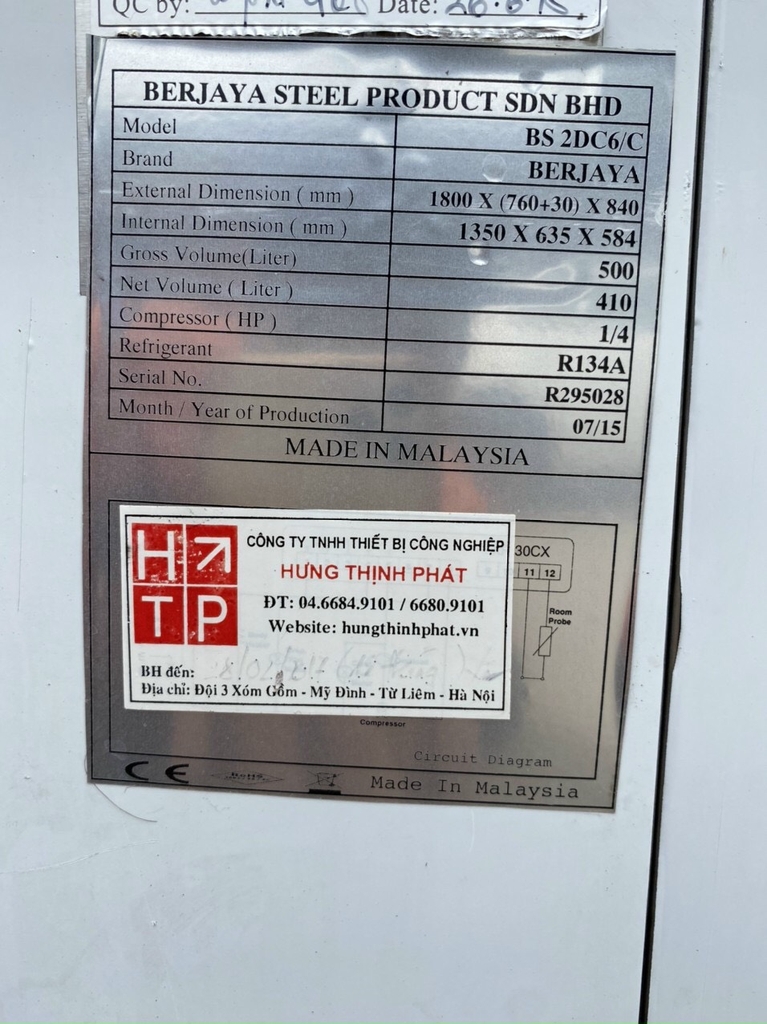 QC by: Date:
BERJAYA STEEL PRODUCT SDN BHD
Model BS 2DC6/C
Brand BERJAYA
External Dimension ( mm ) 1800 X (760+30) X 840
Internal Dimension ( mm ) 1350 X 635 X 584
Gross Volume(Liter) 500
Net Volume ( Liter ) 410
Compressor ( HP ) 1/4
Refrigerant R134A
Serial No. R295028
Month / Year of Production 07/15
MADE IN MALAYSIA
HTP
CÔNG TY TNHH THIẾT BỊ CÔNG NGHIỆP
HƯNG THỊNH PHÁT
ĐT: 04.6684.9101 / 6680.9101
Website: hungthinhphat.vn
BH đến:
Địa chỉ: Đội 3 Xóm Gồm - Mỹ Đình - Từ Liêm - Hà Nội
30CX
11 12
Room
Probe
Compressor
Circuit Diagram
CE RoHS Made In Malaysia